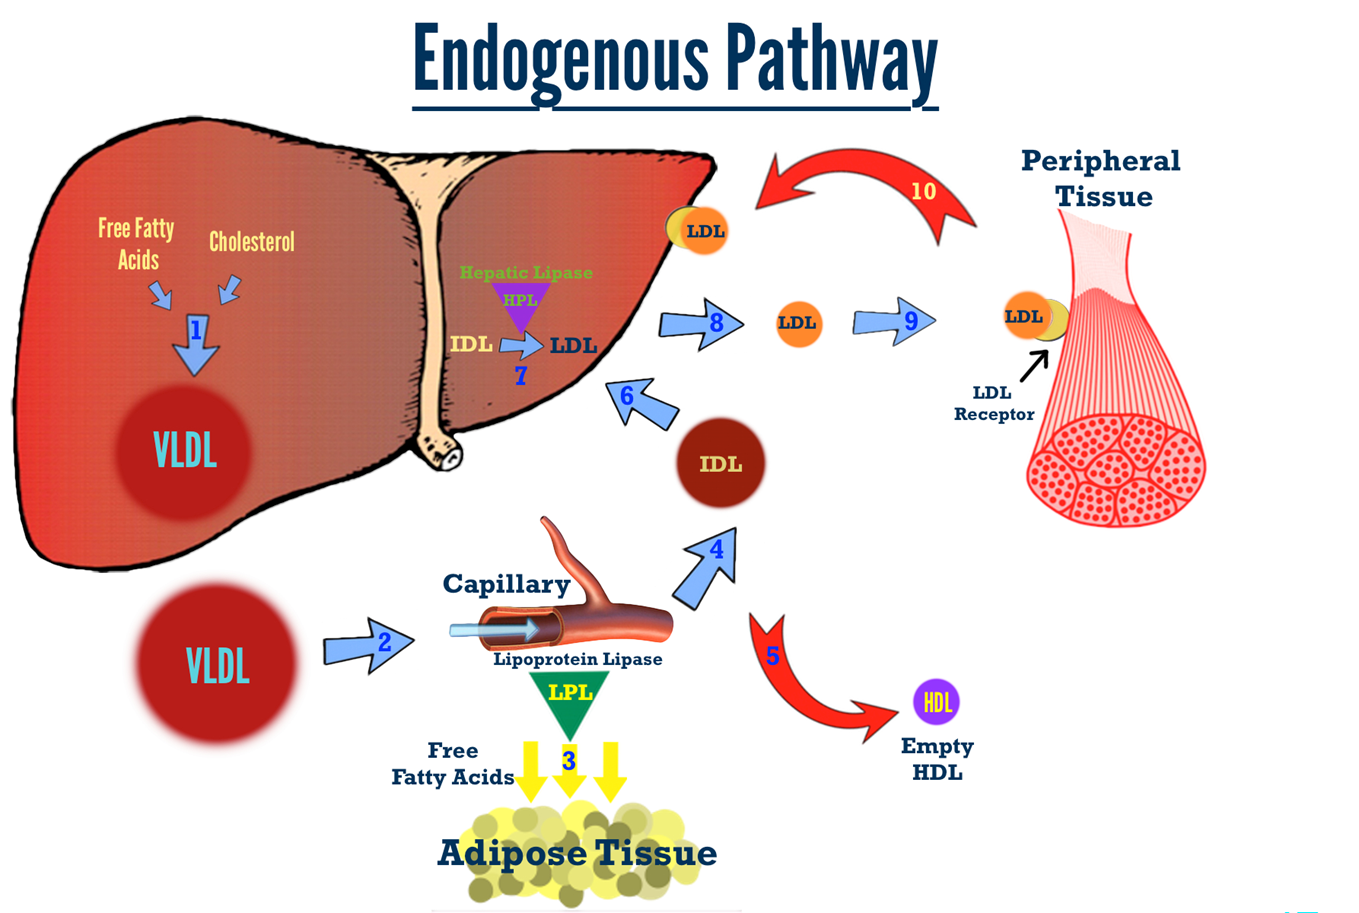 Endogenous Pathway
Free Fatty
Acids
Cholesterol
1
VLDL
Hepatic Lipase
HPL
IDL
LDL
7
LDL
8
LDL
9
10
Peripheral
Tissue
LDL
LDL
Receptor
6
IDL
4
VLDL
2
Capillary
Lipoprotein Lipase
LPL
Free
Fatty Acids
3
Adipose Tissue
5
HDL
Empty
HDL